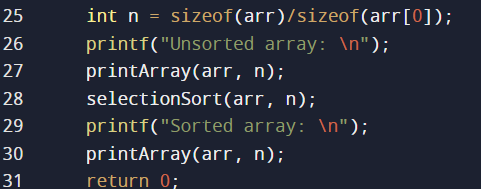 25 int n = sizeof(arr)/sizeof(arr[0]);
26 printf("Unsorted array: \n");
27 printArray(arr, n);
28 selectionSort(arr, n);
29 printf("Sorted array: \n");
30 printArray(arr, n);
31 return 0;